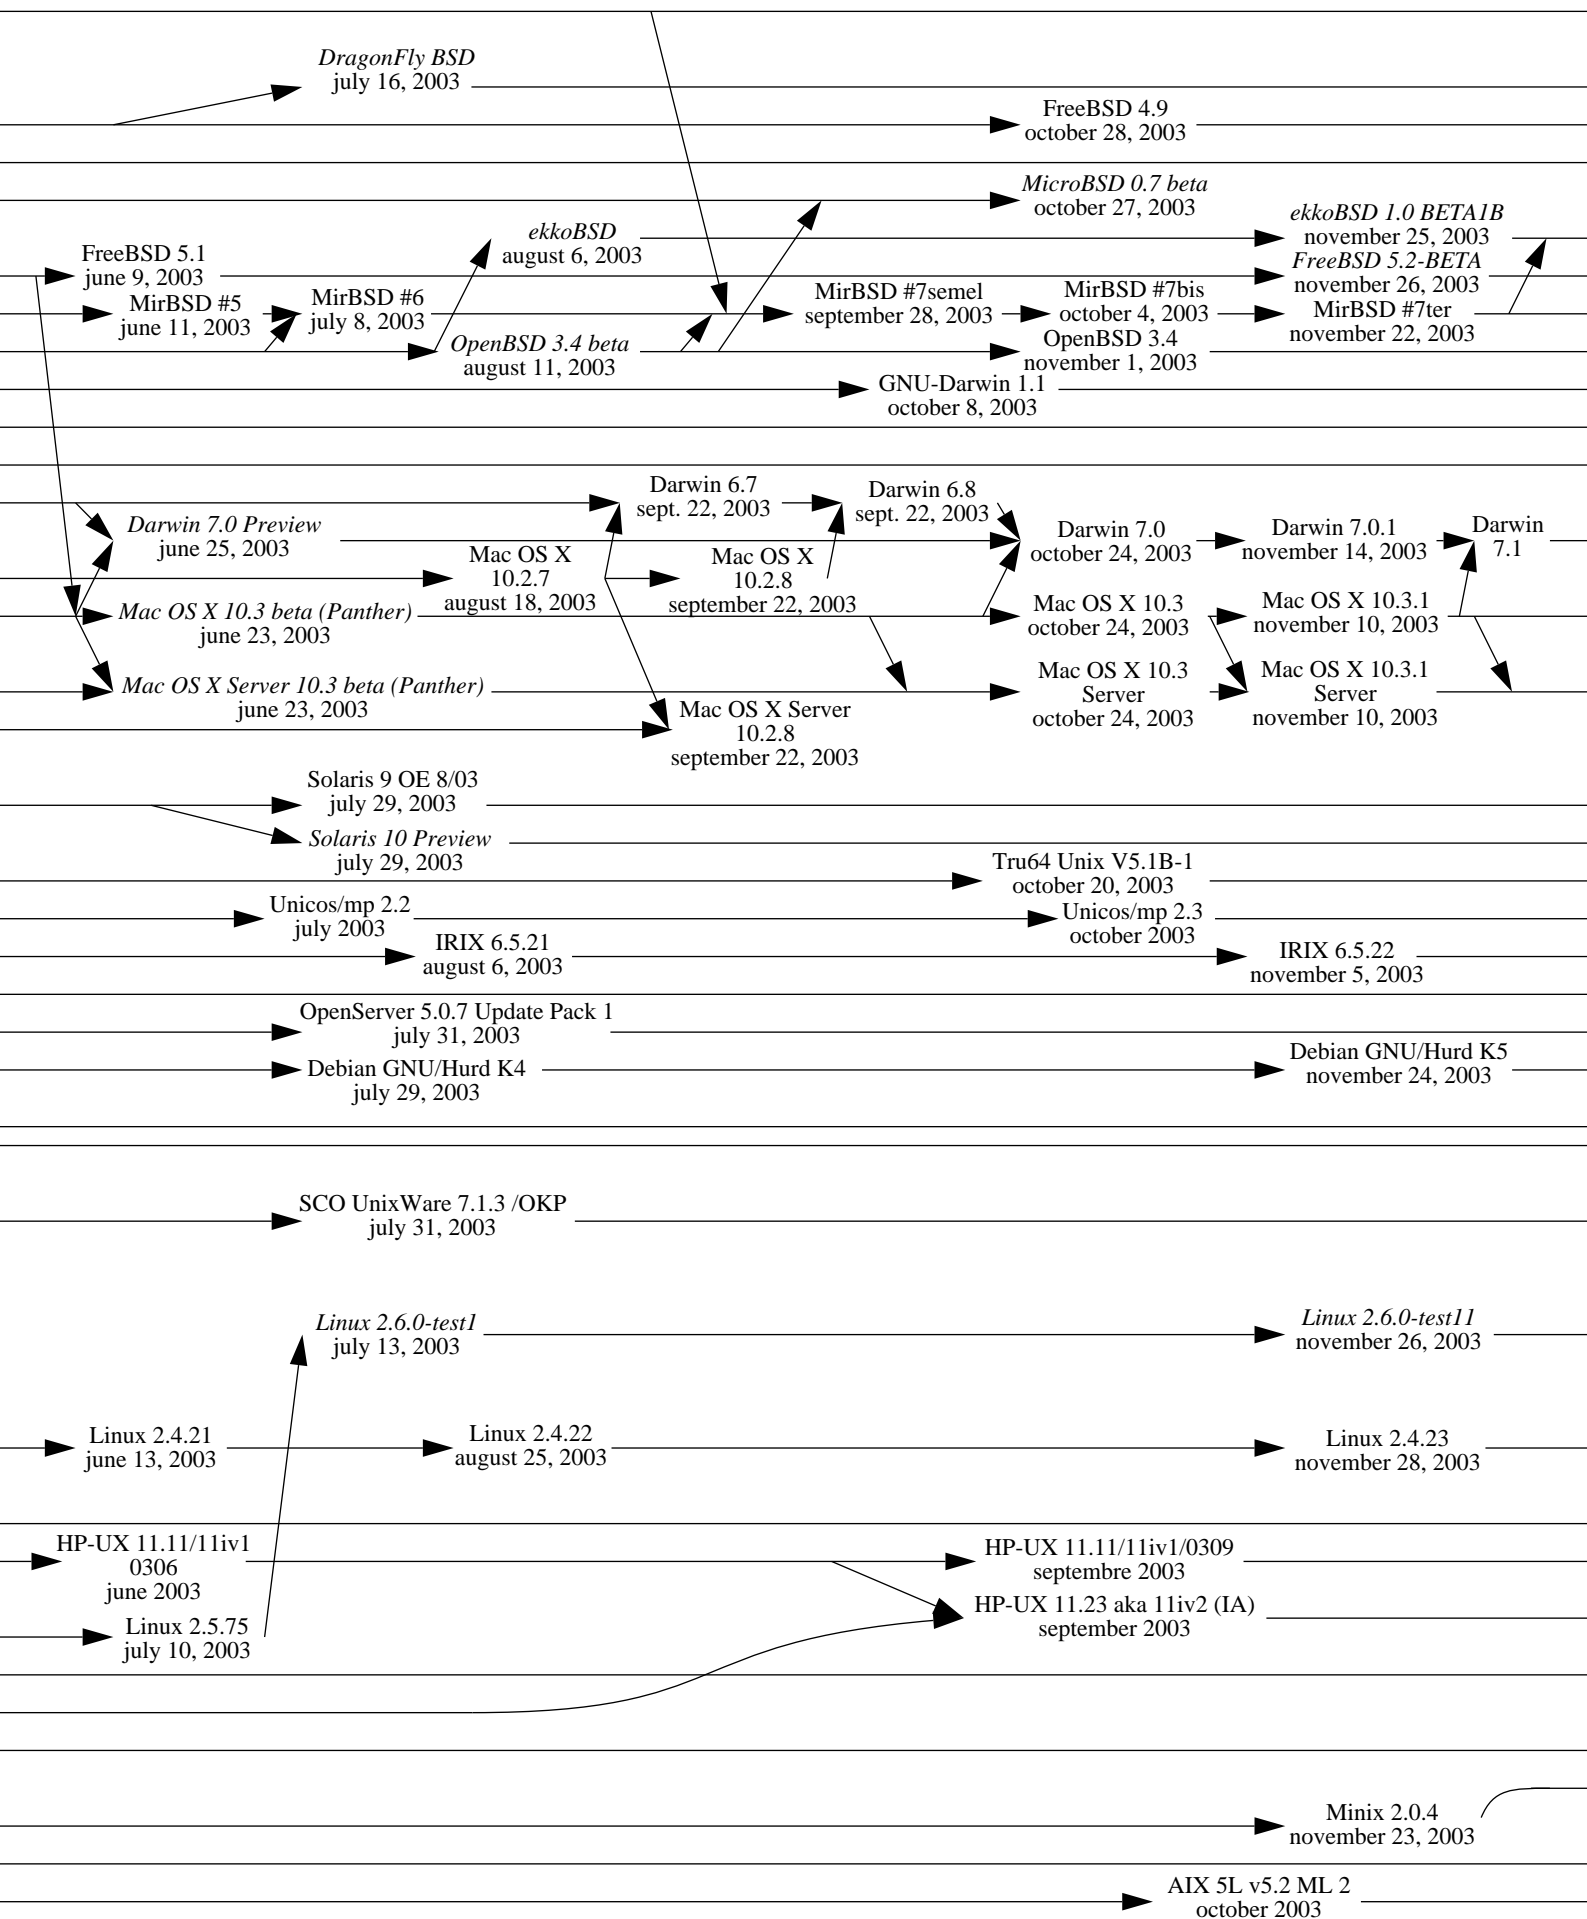 DragonFly BSD
july 16, 2003
FreeBSD 4.9
october 28, 2003
MicroBSD 0.7 beta
october 27, 2003
ekkoBSD 1.0 BETA1B
november 25, 2003
ekkoBSD
august 6, 2003
FreeBSD 5.1
june 9, 2003
FreeBSD 5.2-BETA
november 26, 2003
MirBSD #5
june 11, 2003
MirBSD #6
july 8, 2003
MirBSD #7semel
september 28, 2003
MirBSD #7bis
october 4, 2003
MirBSD #7ter
november 22, 2003
OpenBSD 3.4 beta
august 11, 2003
OpenBSD 3.4
november 1, 2003
GNU-Darwin 1.1
october 8, 2003
Darwin 6.7
sept. 22, 2003
Darwin 6.8
sept. 22, 2003
Darwin 7.0 Preview
june 25, 2003
Darwin 7.0
october 24, 2003
Darwin 7.0.1
november 14, 2003
Darwin
7.1
Mac OS X
10.2.7
august 18, 2003
Mac OS X
10.2.8
september 22, 2003
Mac OS X 10.3 beta (Panther)
june 23, 2003
Mac OS X 10.3
october 24, 2003
Mac OS X 10.3.1
november 10, 2003
Mac OS X Server 10.3 beta (Panther)
june 23, 2003
Mac OS X 10.3
Server
october 24, 2003
Mac OS X 10.3.1
Server
november 10, 2003
Mac OS X Server
10.2.8
september 22, 2003
Solaris 9 OE 8/03
july 29, 2003
Solaris 10 Preview
july 29, 2003
Tru64 Unix V5.1B-1
october 20, 2003
Unicos/mp 2.2
july 2003
Unicos/mp 2.3
october 2003
IRIX 6.5.21
august 6, 2003
IRIX 6.5.22
november 5, 2003
OpenServer 5.0.7 Update Pack 1
july 31, 2003
Debian GNU/Hurd K4
july 29, 2003
Debian GNU/Hurd K5
november 24, 2003
SCO UnixWare 7.1.3 /OKP
july 31, 2003
Linux 2.6.0-test1
july 13, 2003
Linux 2.6.0-test11
november 26, 2003
Linux 2.4.21
june 13, 2003
Linux 2.4.22
august 25, 2003
Linux 2.4.23
november 28, 2003
HP-UX 11.11/11iv1
0306
june 2003
HP-UX 11.11/11iv1/0309
septembre 2003
HP-UX 11.23 aka 11iv2 (IA)
september 2003
Linux 2.5.75
july 10, 2003
Minix 2.0.4
november 23, 2003
AIX 5L v5.2 ML 2
october 2003